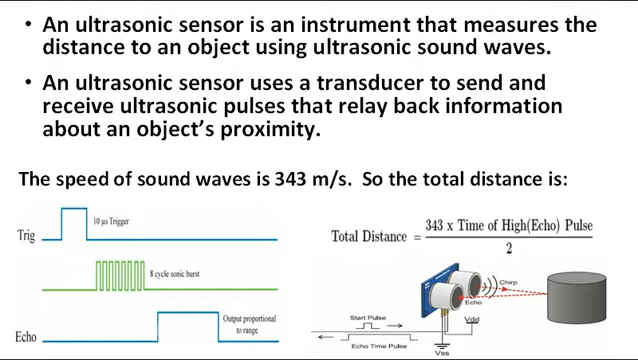 • An ultrasonic sensor is an instrument that measures the
distance to an object using ultrasonic sound waves.
• An ultrasonic sensor uses a transducer to send and
receive ultrasonic pulses that relay back information
about an object's proximity.
The speed of sound waves is 343 m/s.  So the total distance is:
Trig
10 μs Trigger
8 cycle sonic burst
Echo
Output proportional
to range
Total Distance = 343 x Time of High(Echo) Pulse
2
Chirp
Echo
Start Pulse
Vdd
Echo Time Pulse
Vss